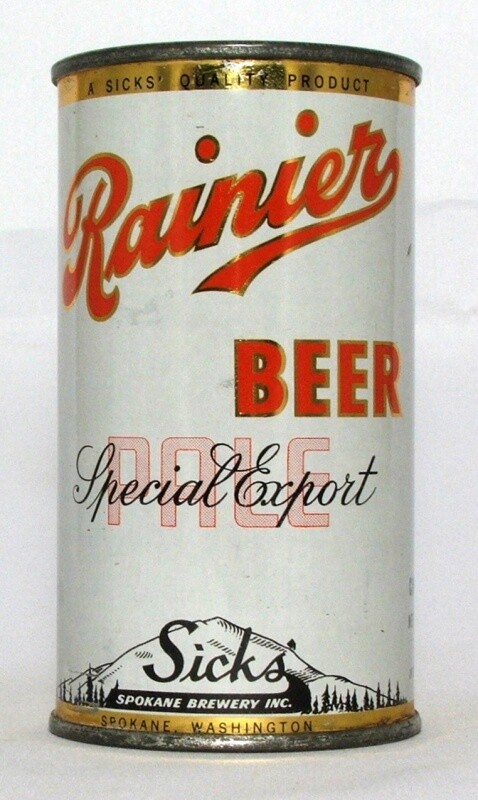 A SICKS' QUALITY PRODUCT
Rainier
BEER
PALE
Special Export
Sicks'
SPOKANE BREWERY INC.
SPOKANE, WASHINGTON